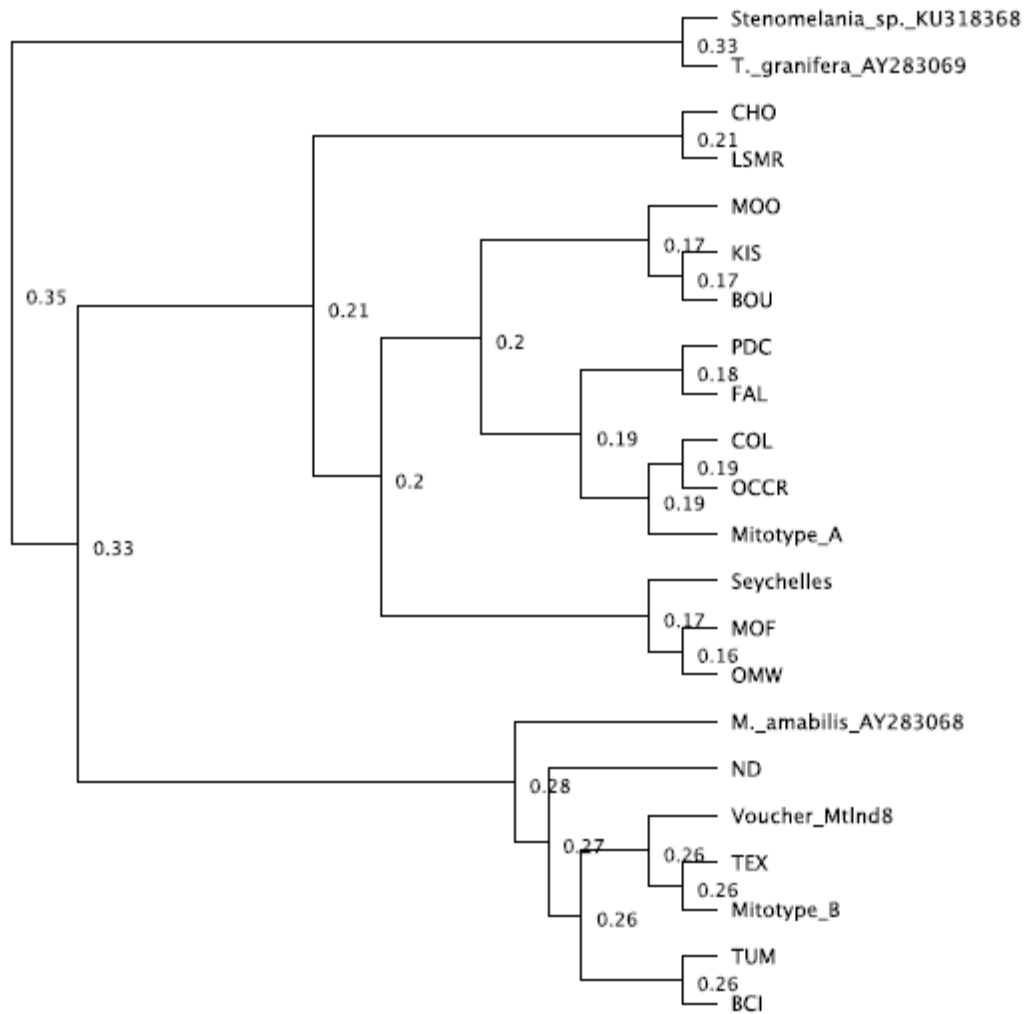 Stenomelania_sp._KU318368
0.33
T._granifera_AY283069
CHO
0.21
LSMR
MOO
0.17
KIS
0.17
BOU
0.35
0.21
0.2
PDC
0.18
FAL
0.19
COL
0.19
OCCR
0.2
0.19
Mitotype_A
0.33
Seychelles
0.17
MOF
0.16
OMW
M._amabilis_AY283068
ND
0.28
Voucher_MtInd8
0.27
0.26
TEX
0.26
Mitotype_B
0.26
TUM
0.26
BCI